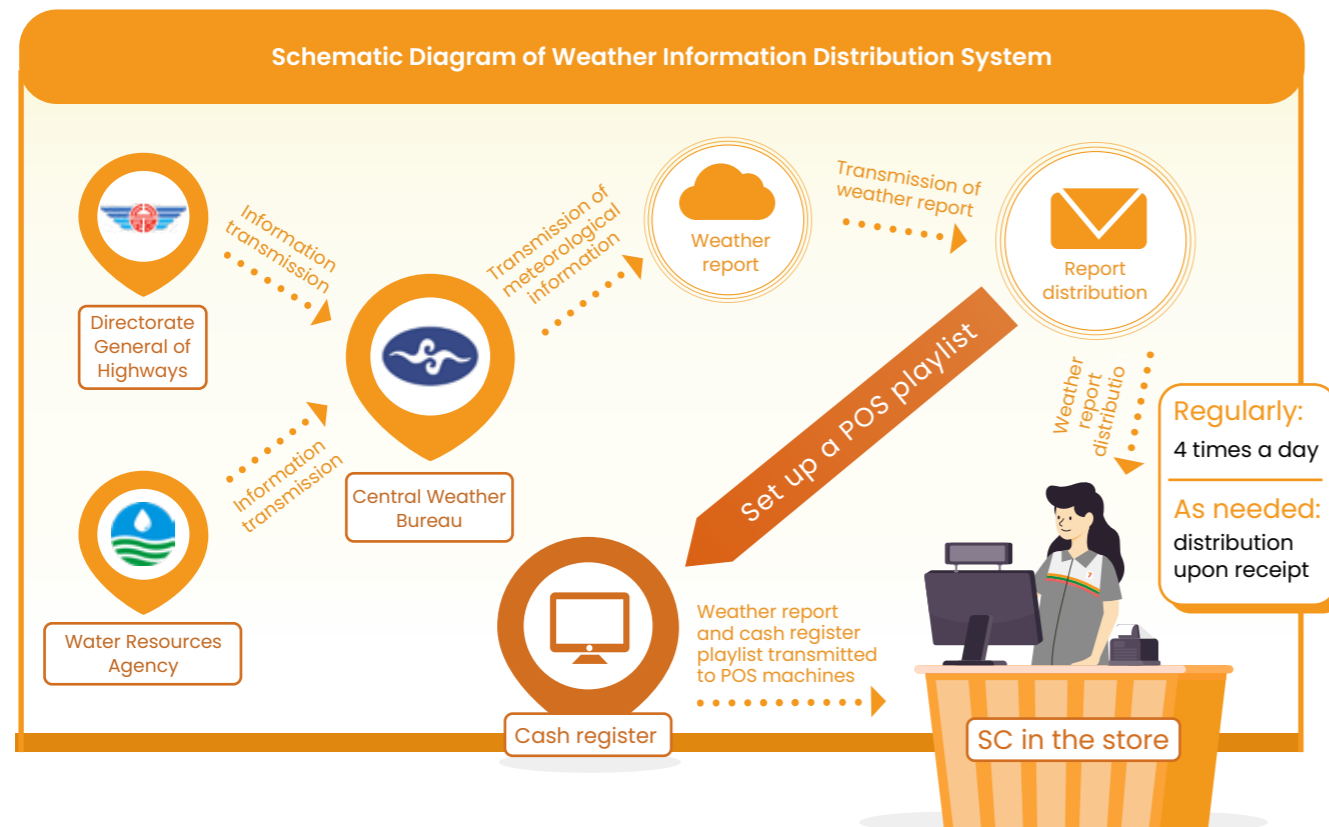 Schematic Diagram of Weather Information Distribution System
Directorate
General of
Highways
Information
transmission
Water Resources
Agency
Information
transmission
Central Weather
Bureau
Transmission of
meteorological
information
Weather
report
Transmission of
weather report
Report
distribution
Set up a POS playlist
Weather
report
distributio
Regularly:
4 times a day
As needed:
distribution
upon receipt
Cash register
Weather report
and cash register
playlist transmitted
to POS machines
SC in the store